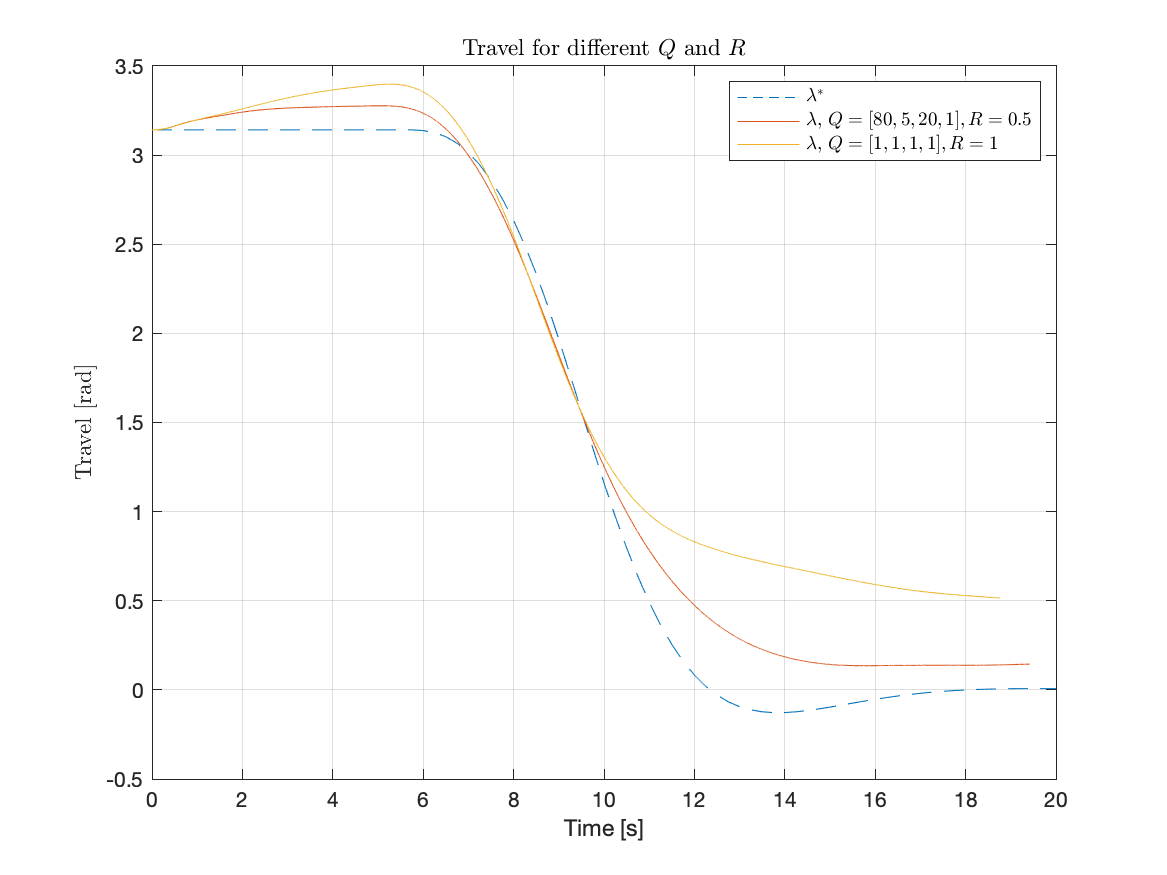 Travel for different Q and R
λ*
λ, Q = [80, 5, 20, 1], R = 0.5
λ, Q = [1, 1, 1, 1], R = 1
3.5
3
2.5
2
1.5
1
0.5
0
-0.5
Travel [rad]
0 2 4 6 8 10 12 14 16 18 20
Time [s]